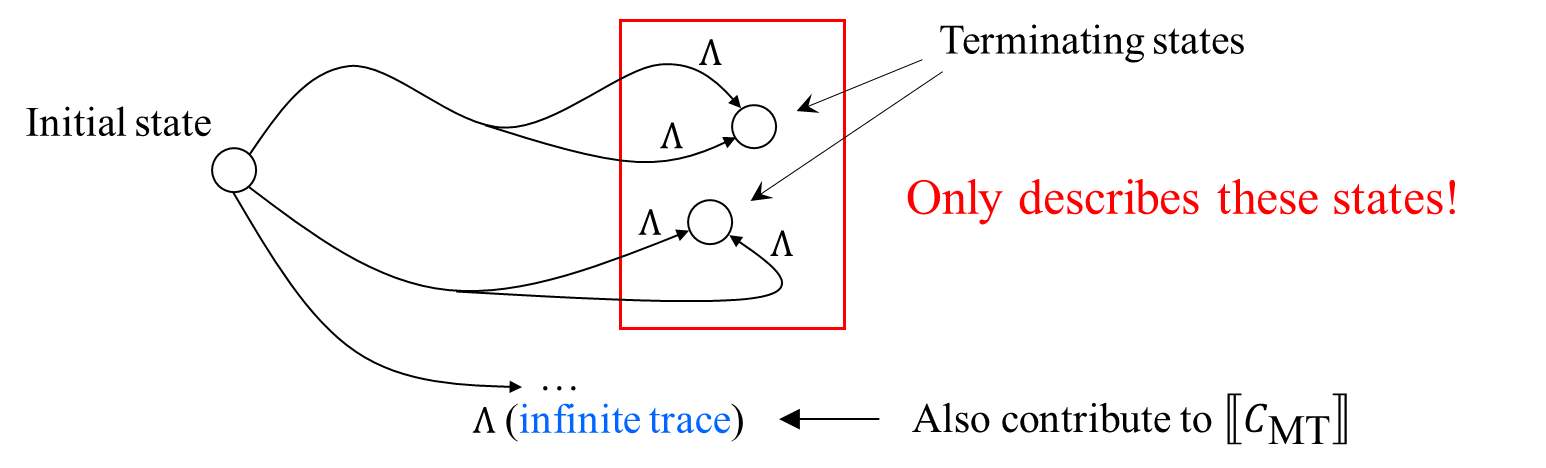 Terminating states
Λ
Initial state
Λ
Only describes these states!
Λ
Λ
...
Λ (infinite trace)
Also contribute to ⟦C_MT⟧